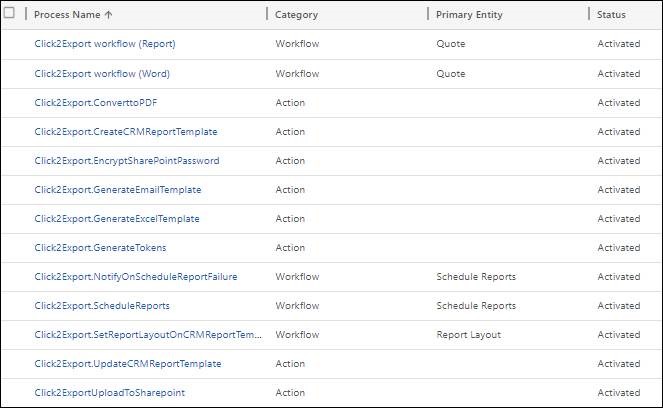 Process Name ↑ Category Primary Entity Status
Click2Export workflow (Report) Workflow Quote Activated
Click2Export workflow (Word) Workflow Quote Activated
Click2Export.ConverttoPDF Action Activated
Click2Export.CreateCRMReportTemplate Action Activated
Click2Export.EncryptSharePointPassword Action Activated
Click2Export.GenerateEmailTemplate Action Activated
Click2Export.GenerateExcelTemplate Action Activated
Click2Export.GenerateTokens Action Activated
Click2Export.NotifyOnScheduleReportFailure Workflow Schedule Reports Activated
Click2Export.ScheduleReports Workflow Schedule Reports Activated
Click2Export.SetReportLayoutOnCRMReportTem... Workflow Report Layout Activated
Click2Export.UpdateCRMReportTemplate Action Activated
Click2ExportUploadToSharepoint Action Activated